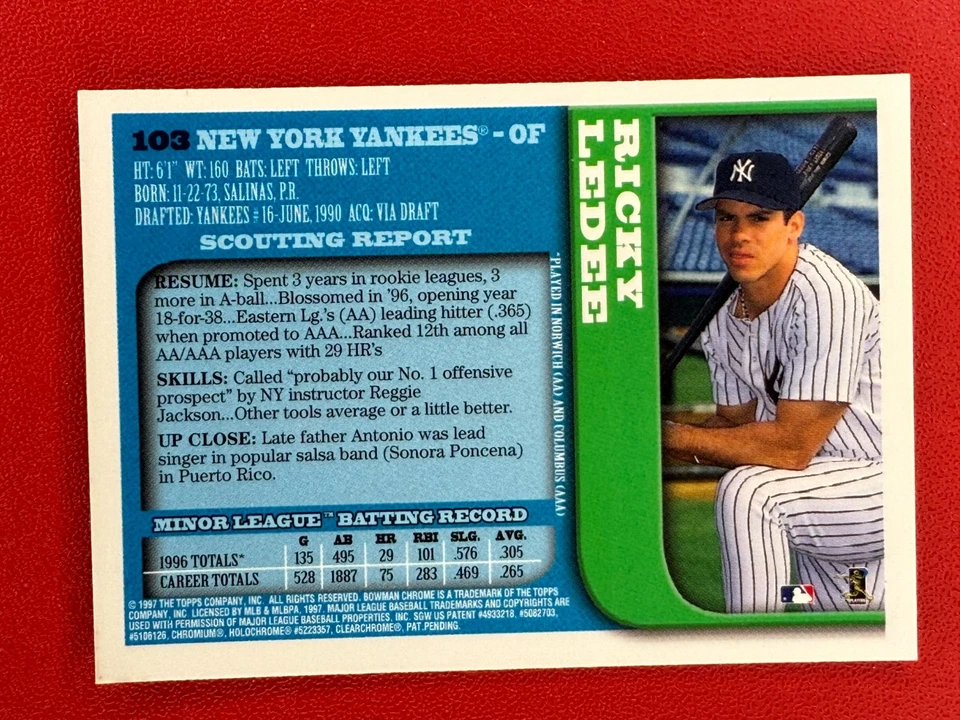 103 NEW YORK YANKEES® - OF
HT: 6'1" WT: 160 BATS: LEFT THROWS: LEFT
BORN: 11-22-73, SALINAS, P.R.
DRAFTED: YANKEES #16-JUNE, 1990 ACQ: VIA DRAFT
SCOUTING REPORT
RESUME: Spent 3 years in rookie leagues, 3
more in A-ball...Blossomed in '96, opening year
18-for-38...Eastern Lg.'s (AA) leading hitter (.365)
when promoted to AAA...Ranked 12th among all
AA/AAA players with 29 HR's
SKILLS: Called "probably our No. 1 offensive
prospect" by NY instructor Reggie
Jackson...Other tools average or a little better.
UP CLOSE: Late father Antonio was lead
singer in popular salsa band (Sonora Poncena)
in Puerto Rico.
MINOR LEAGUE™ BATTING RECORD
G AB HR RBI SLG. AVG.
1996 TOTALS* 135 495 29 101 .576 .305
CAREER TOTALS 528 1887 75 283 .469 .265
© 1997 THE TOPPS COMPANY, INC. ALL RIGHTS RESERVED. BOWMAN CHROME IS A TRADEMARK OF THE TOPPS
COMPANY, INC. LICENSED BY MLB & MLBPA, 1997. MAJOR LEAGUE BASEBALL TRADEMARKS AND COPYRIGHTS ARE
USED WITH PERMISSION OF MAJOR LEAGUE BASEBALL PROPERTIES, INC. SGW US PATENT #4933218, #5082703,
#5106126, CHROMIUM®, HOLOCHROME® #5223357, CLEARCHROME®, PAT.PENDING.
*PLAYED IN NORWICH (AA) AND COLUMBUS (AAA)
RICKY
LEDEE
NY